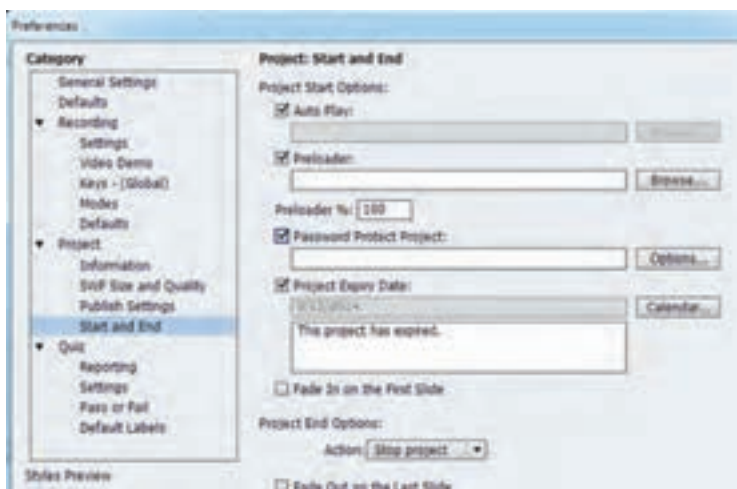 Preferences
Category
General Settings
Defaults
Recording
Settings
Video Demo
Keys - (Global)
Modes
Defaults
Project
Information
SWF Size and Quality
Publish Settings
Start and End
Quiz
Reporting
Settings
Pass or Fail
Default Labels
Styles Preview
Project: Start and End
Project Start Options:
Auto Play:
Preloader:
Browse...
Preloader %: 100
Password Protect Project:
Options...
Project Expiry Date:
Calendar...
This project has expired.
Fade In on the First Slide
Project End Options:
Action: Stop project
Fade Out on the Last Slide